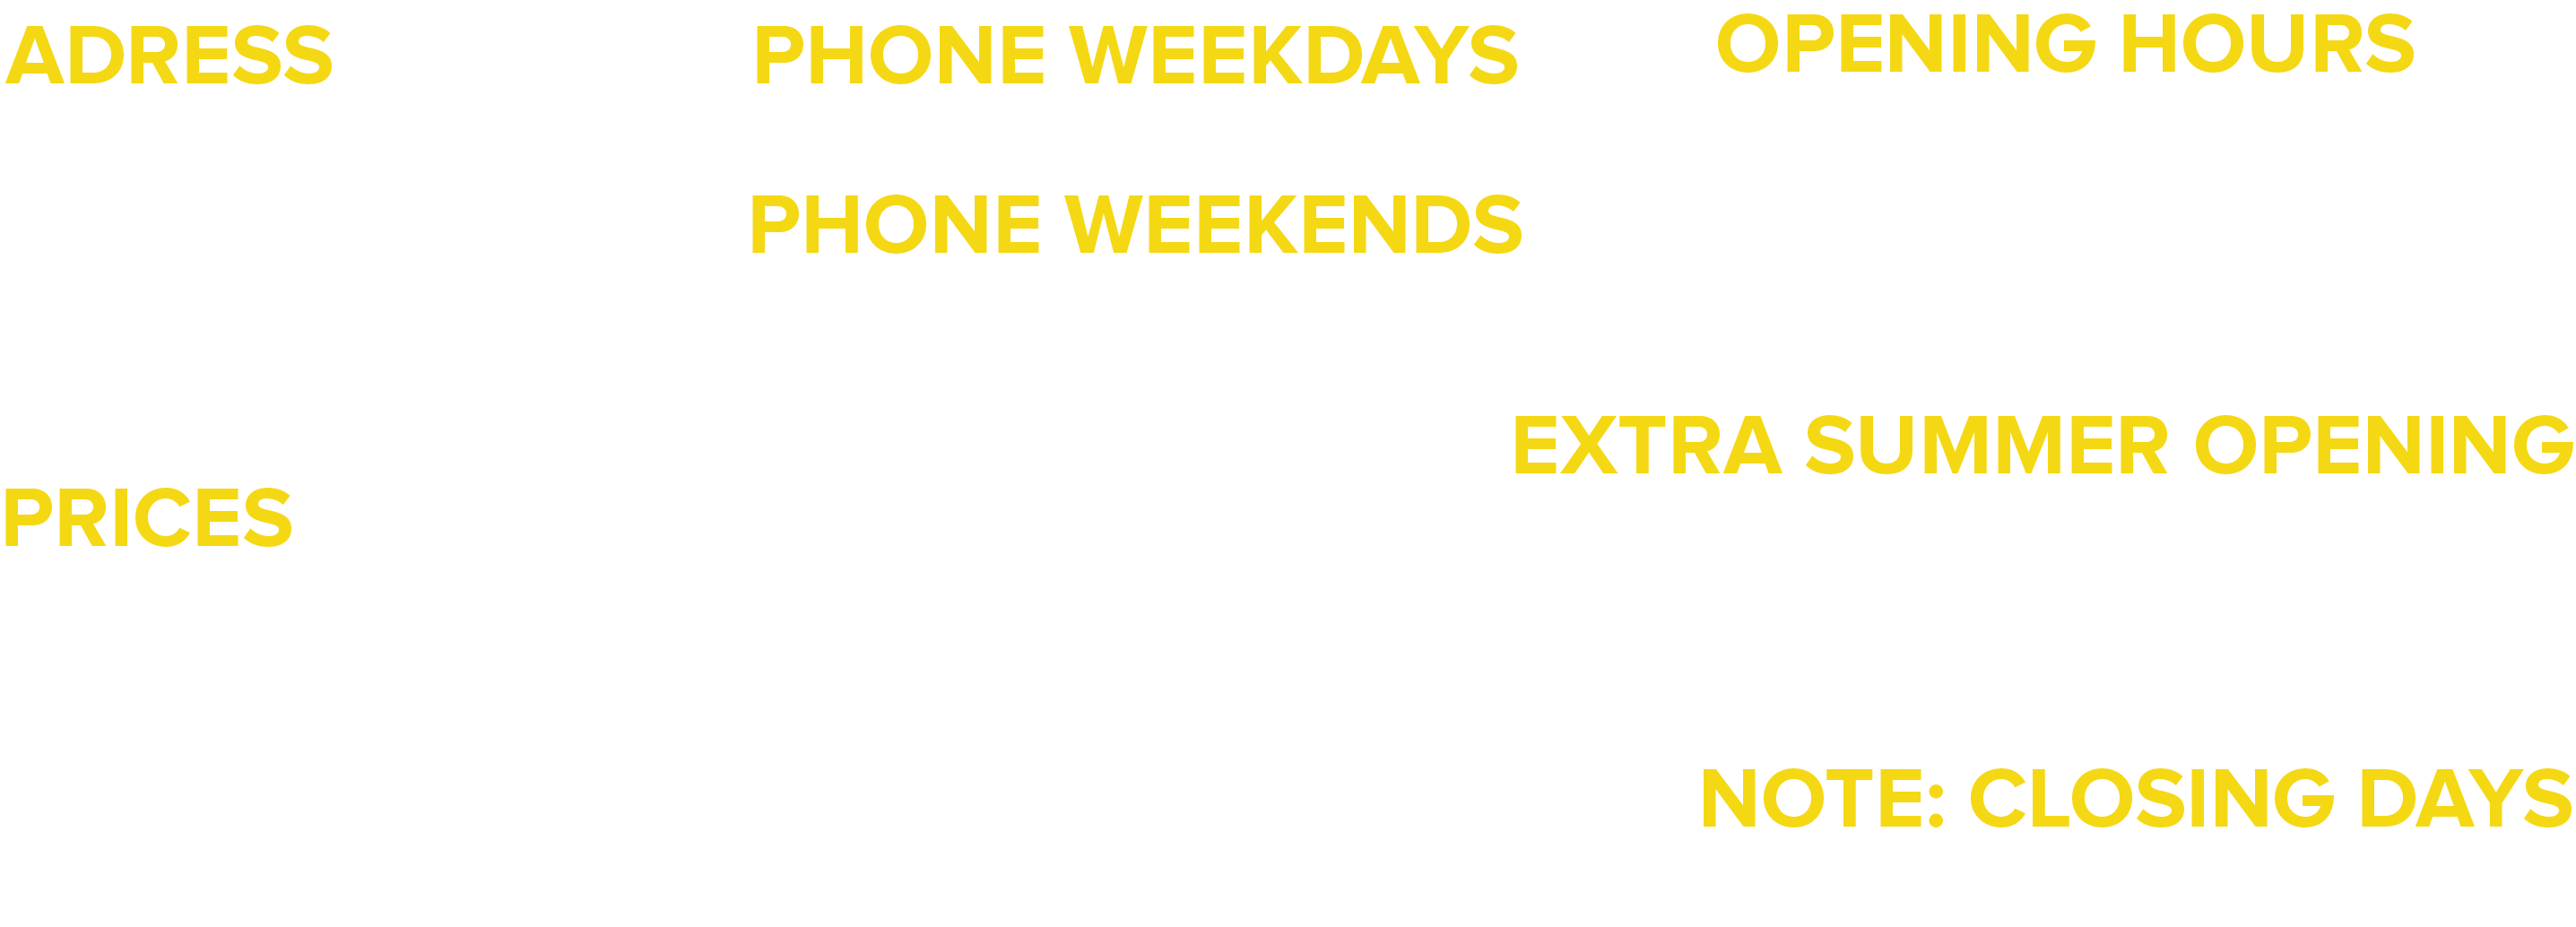 ADRESS
PHONE WEEKDAYS
OPENING HOURS
PHONE WEEKENDS
EXTRA SUMMER OPENING
PRICES
NOTE: CLOSING DAYS